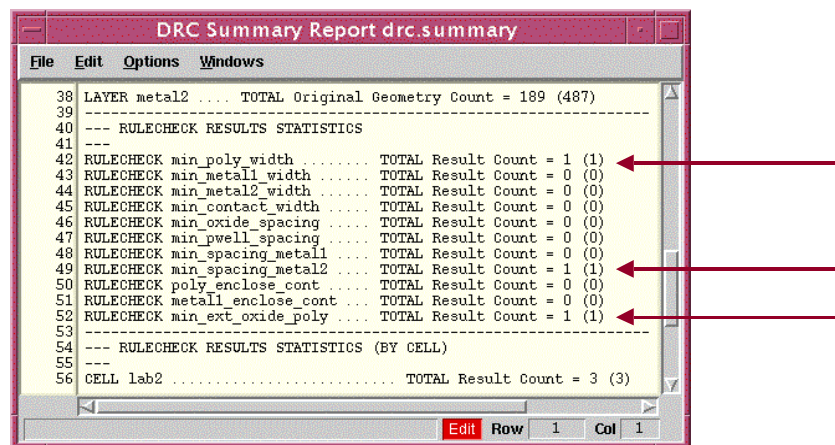 DRC Summary Report drc.summary
File Edit Options Windows
38 LAYER metal2 .... TOTAL Original Geometry Count = 189 (487)
39 ----------------------------------------------------------------------
40 --- RULECHECK RESULTS STATISTICS
41 ---
42 RULECHECK min_poly_width ........ TOTAL Result Count = 1 (1)
43 RULECHECK min_metal1_width ...... TOTAL Result Count = 0 (0)
44 RULECHECK min_metal2_width ...... TOTAL Result Count = 0 (0)
45 RULECHECK min_contact_width ..... TOTAL Result Count = 0 (0)
46 RULECHECK min_oxide_spacing ..... TOTAL Result Count = 0 (0)
47 RULECHECK min_pwell_spacing ..... TOTAL Result Count = 0 (0)
48 RULECHECK min_spacing_metal1 .... TOTAL Result Count = 0 (0)
49 RULECHECK min_spacing_metal2 .... TOTAL Result Count = 1 (1)
50 RULECHECK poly_enclose_cont ..... TOTAL Result Count = 0 (0)
51 RULECHECK metal1_enclose_cont ... TOTAL Result Count = 0 (0)
52 RULECHECK min_ext_oxide_poly .... TOTAL Result Count = 1 (1)
53 ----------------------------------------------------------------------
54 --- RULECHECK RESULTS STATISTICS (BY CELL)
55 ---
56 CELL lab2 ......................... TOTAL Result Count = 3 (3)
Edit Row 1 Col 1